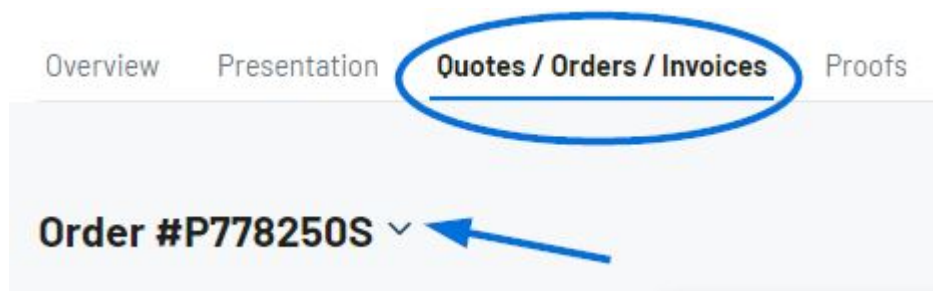 Overview Presentation Quotes / Orders / Invoices Proofs
Order #P778250S